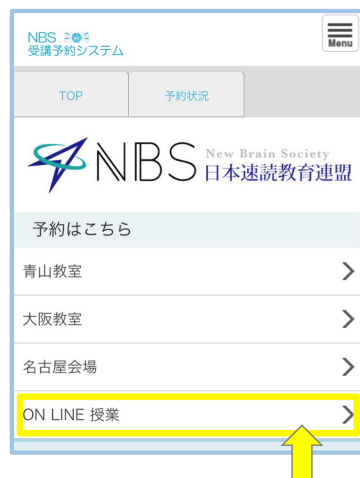 NBS
受講予約システム
Menu
TOP
予約状況
NBS New Brain Society
日本速読教育連盟
予約はこちら
青山教室
大阪教室
名古屋会場
ON LINE 授業